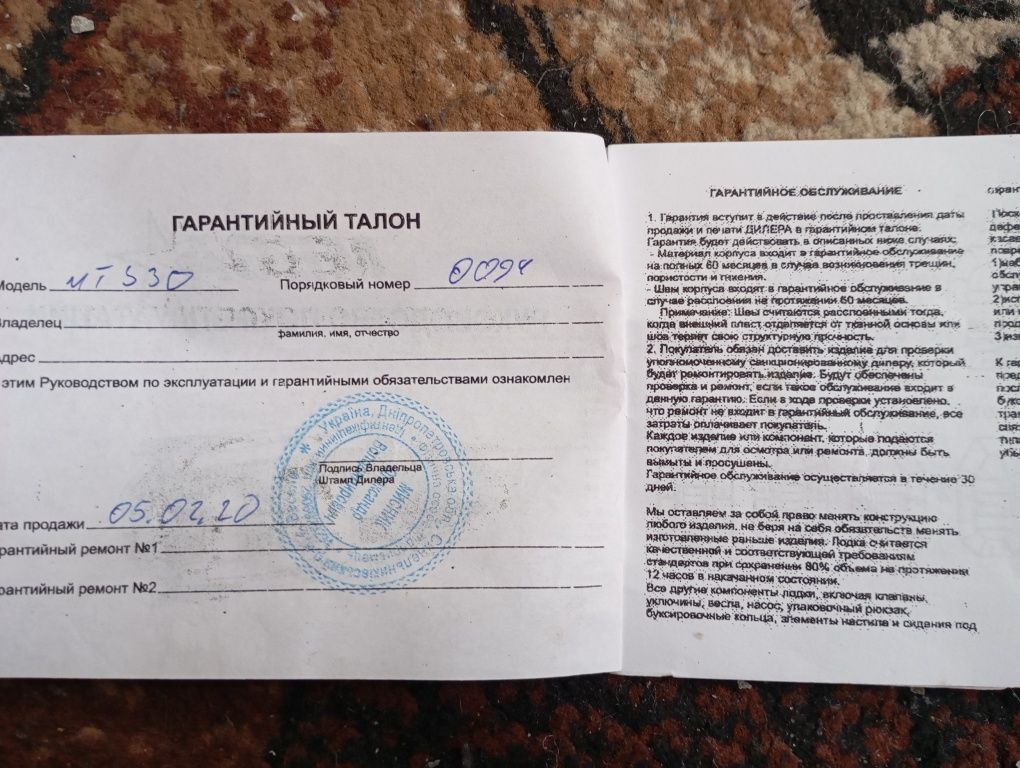 ГАРАНТИЙНЫЙ ТАЛОН
Модель МТ330 Порядковый номер 0094
Владелец
фамилия, имя, отчество
Адрес
этим Руководством по эксплуатации и гарантийными обязательствами ознакомлен
Україна, Дніпропетровська обл.
Подпись Владельца
Штамп Дилера
ата продажи 05.02.20
арантийный ремонт №1
арантийный ремонт №2
ГАРАНТИЙНОЕ ОБСЛУЖИВАНИЕ
1. Гарантия вступит в действие после проставления даты
продажи и печати ДИЛЕРА в гарантийном талоне.
Гарантия будет действовать в описанных ниже случаях:
- Материал корпуса входит в гарантийное обслуживание
на полных 60 месяцев в случае возникновения трещин,
пористости и гниения.
- Швы корпуса входят в гарантийное обслуживание в
случае расслоения на протяжении 60 месяцев.
Примечание: Швы считаются расслоенными тогда,
когда внешний пласт отделяется от тканной основы или
шов теряет свою структурную прочность.
2. Покупатель обязан доставить изделие для проверки
уполномоченному санкционированному дилеру, который
будет ремонтировать изделие. Будут обеспечены
проверка и ремонт, если такое обслуживание входит в
данную гарантию. Если в ходе проверки установлено,
что ремонт не входит в гарантийный обслуживание, все
затраты оплачивает покупатель.
Каждое изделие или компонент, которые подаются
покупателем для осмотра или ремонта, должны быть
вымыты и просушены.
Гарантийное обслуживание осуществляется в течение 30
дней.
Мы оставляем за собой право менять конструкцию
любого изделия, не беря на себя обязательств менять
изготовленные раньше изделия. Лодка считается
качественной и соответствующей требованиям
стандартов при сохранении 80% объема на протяжении
12 часов в накачанном состоянии.
Все другие компоненты лодки, включая клапаны,
уключины, весла, насос, упаковочный рюкзак,
буксировочные кольца, элементы настила и сидения под